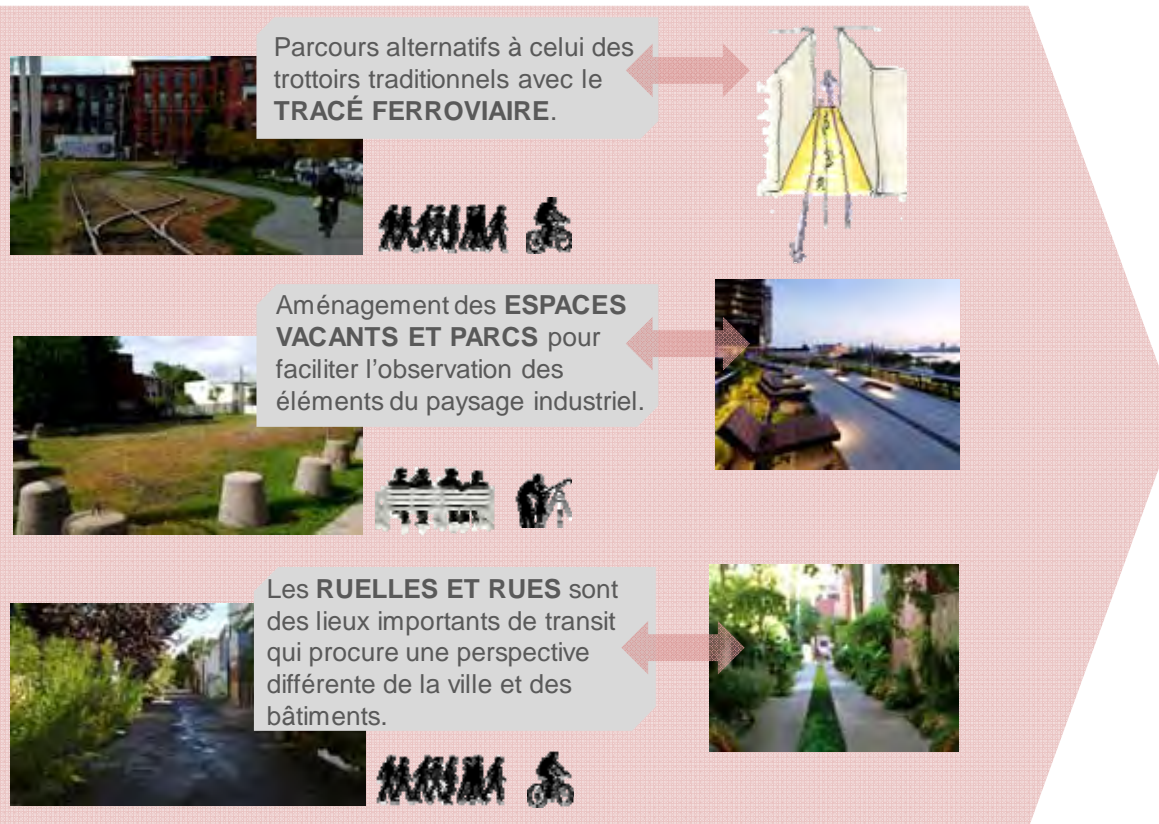 Parcours alternatifs à celui des
trottoirs traditionnels avec le
TRACÉ FERROVIAIRE.
Aménagement des ESPACES
VACANTS ET PARCS pour
faciliter l’observation des
éléments du paysage industriel.
Les RUELLES ET RUES sont
des lieux importants de transit
qui procure une perspective
différente de la ville et des
bâtiments.